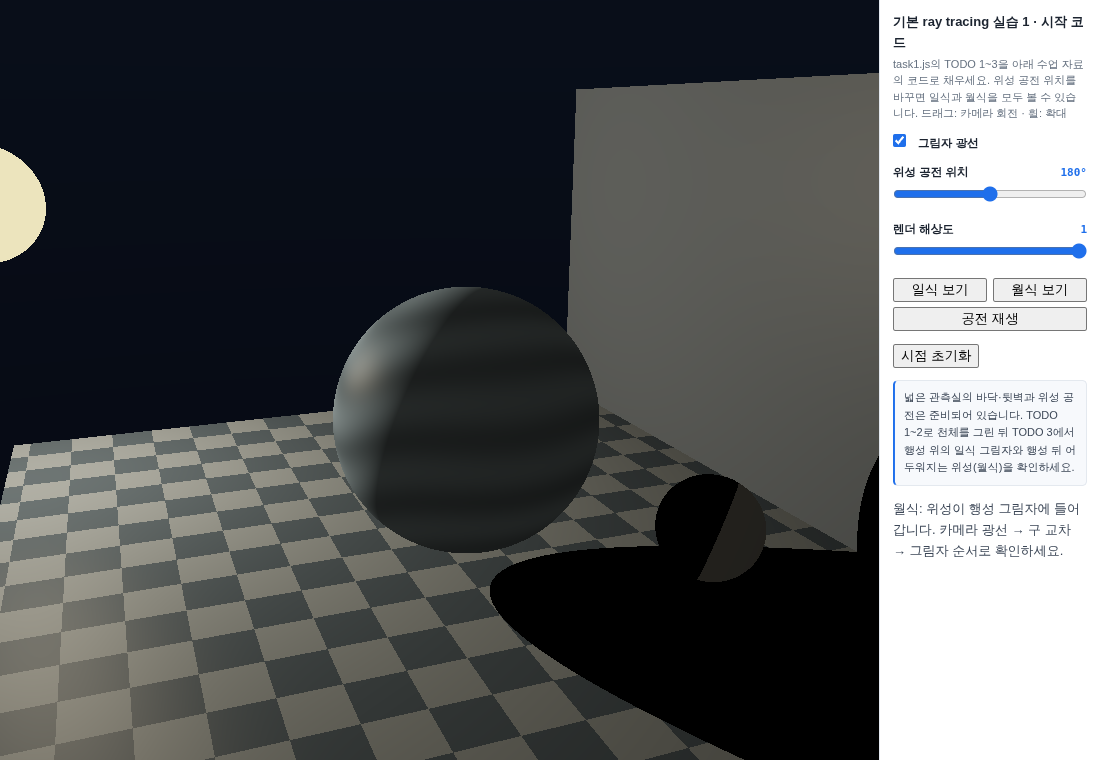 기본 ray tracing 실습 1 · 시작 코
드
task1.js의 TODO 1~3을 아래 수업 자료
의 코드로 채우세요. 위성 공전 위치를
바꾸면 일식과 월식을 모두 볼 수 있습
니다. 드래그: 카메라 회전 · 휠: 확대
그림자 광선
위성 공전 위치 180°
렌더 해상도 1
일식 보기 월식 보기
공전 재생
시점 초기화
넓은 관측실의 바닥·뒷벽과 위성 공
전은 준비되어 있습니다. TODO
1~2로 천체를 그린 뒤 TODO 3에서
행성 위의 일식 그림자와 행성 뒤 어
두워지는 위성(월식)을 확인하세요.
월식: 위성이 행성 그림자에 들어
갑니다. 카메라 광선 → 구 교차
→ 그림자 순서로 확인하세요.